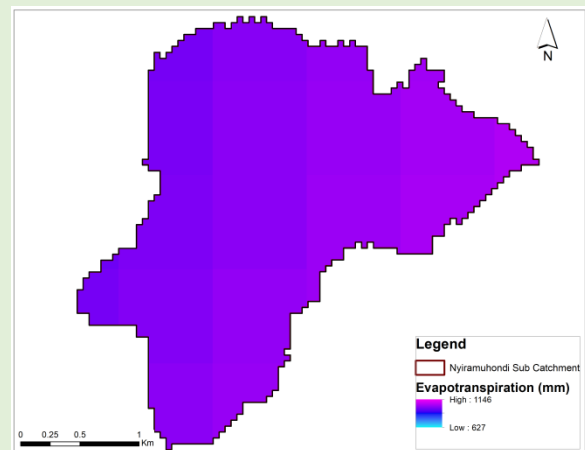 N
Legend
Nyiramuhondi Sub Catchment
Evapotranspiration (mm)
High : 1146
Low : 627
0 0.25 0.5 1
Km